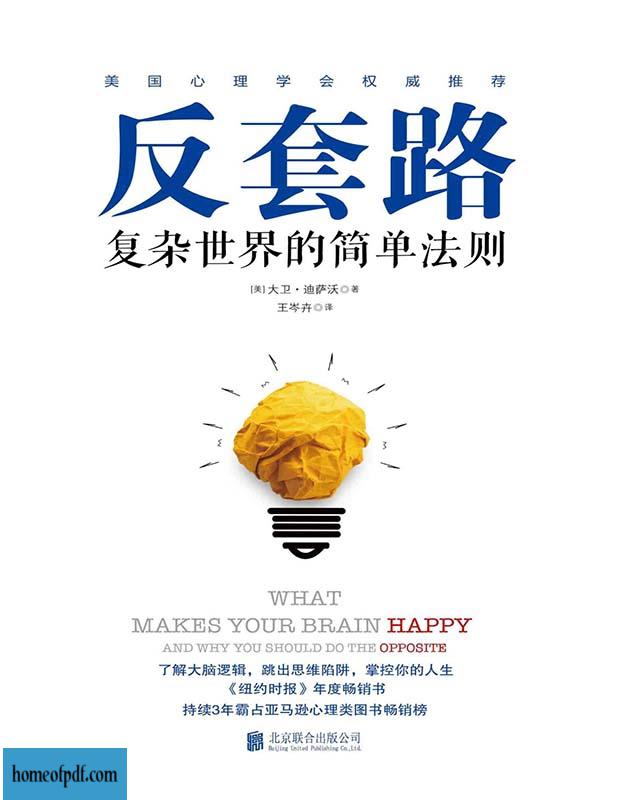 美国心理学会权威推荐
反套路
复杂世界的简单法则
[美]大卫·迪萨沃◎著
王岑卉◎译
WHAT
MAKES YOUR BRAIN HAPPY
AND WHY YOU SHOULD DO THE OPPOSITE
了解大脑逻辑，跳出思维陷阱，掌控你的人生
《纽约时报》年度畅销书
持续3年霸占亚马逊心理类图书畅销榜
北京联合出版公司
Beijing United Publishing Co.,Ltd.
homeofpdf.com